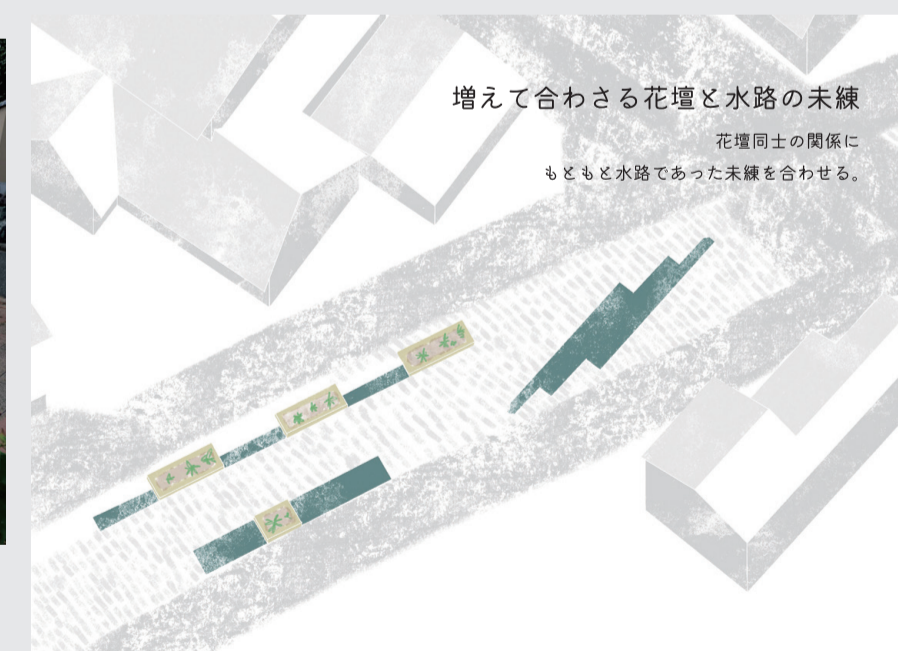 増えて合わさる花壇と水路の未練
花壇同士の関係に
もともと水路であった未練を合わせる。